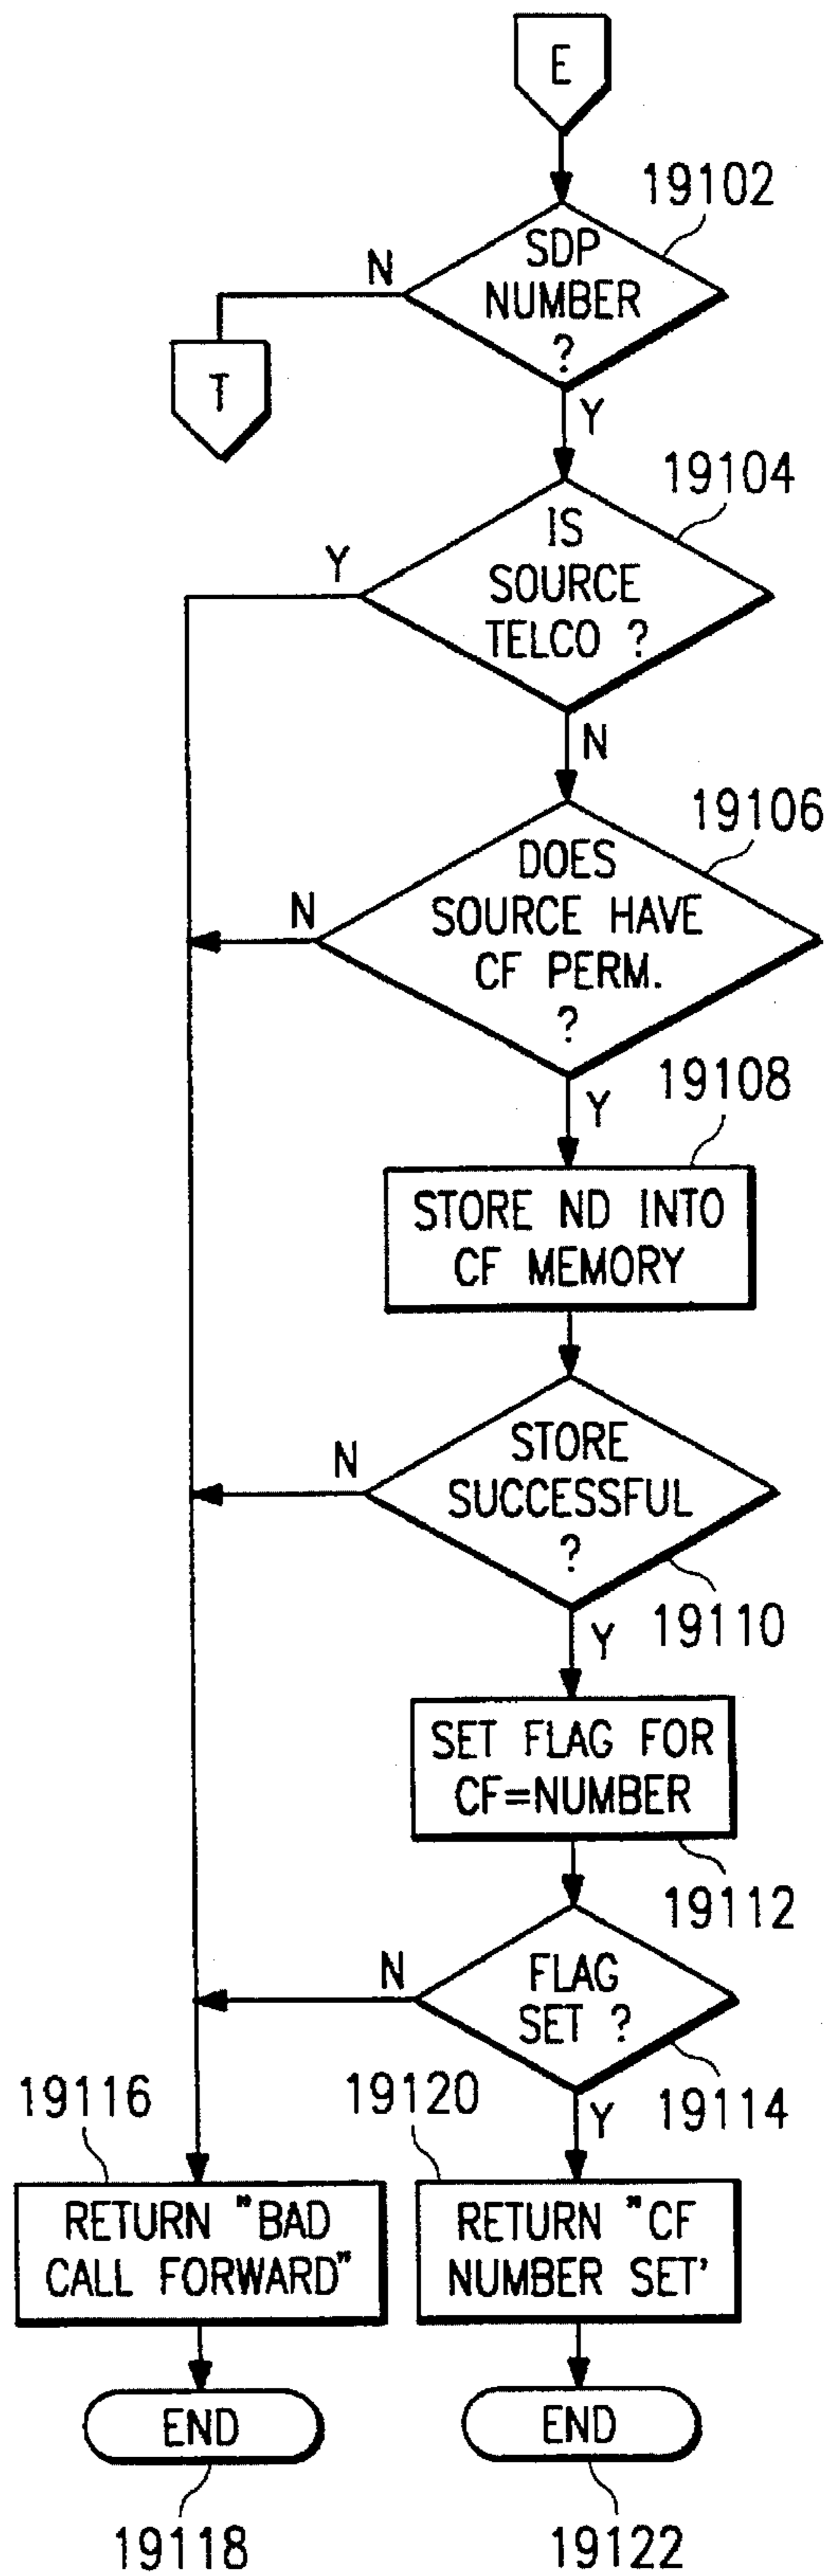 E
19102
SDP
NUMBER
?
N
T
Y
19104
IS
SOURCE
TELCO ?
Y
N
19106
DOES
SOURCE HAVE
CF PERM.
?
N
Y
19108
STORE ND INTO
CF MEMORY
STORE
SUCCESSFUL
?
N
19110
Y
SET FLAG FOR
CF=NUMBER
19112
FLAG
SET ?
N
19114
Y
19116
19120
RETURN "BAD
CALL FORWARD"
RETURN "CF
NUMBER SET'
END
END
19118
19122